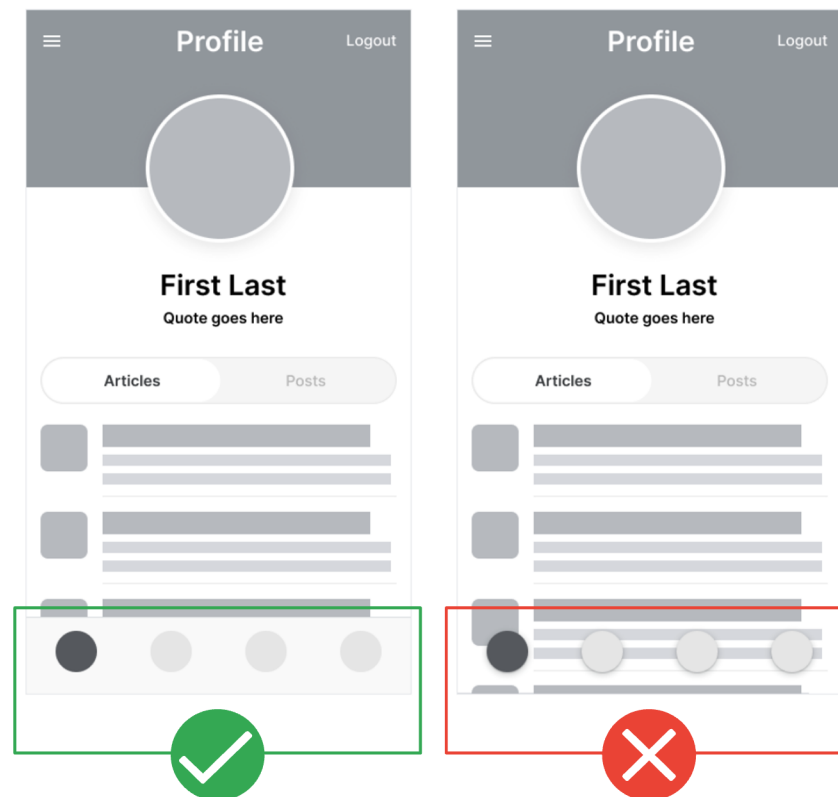 Profile
Logout
First Last
Quote goes here
Articles
Posts
Profile
Logout
First Last
Quote goes here
Articles
Posts